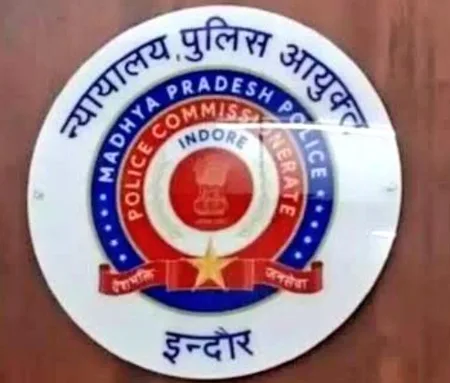 न्यायालय पुलिस आयुक्त
MADHYA PRADESH POLICE
POLICE COMMISSIONERATE
INDORE
देशभक्ति जनसेवा
इन्दौर